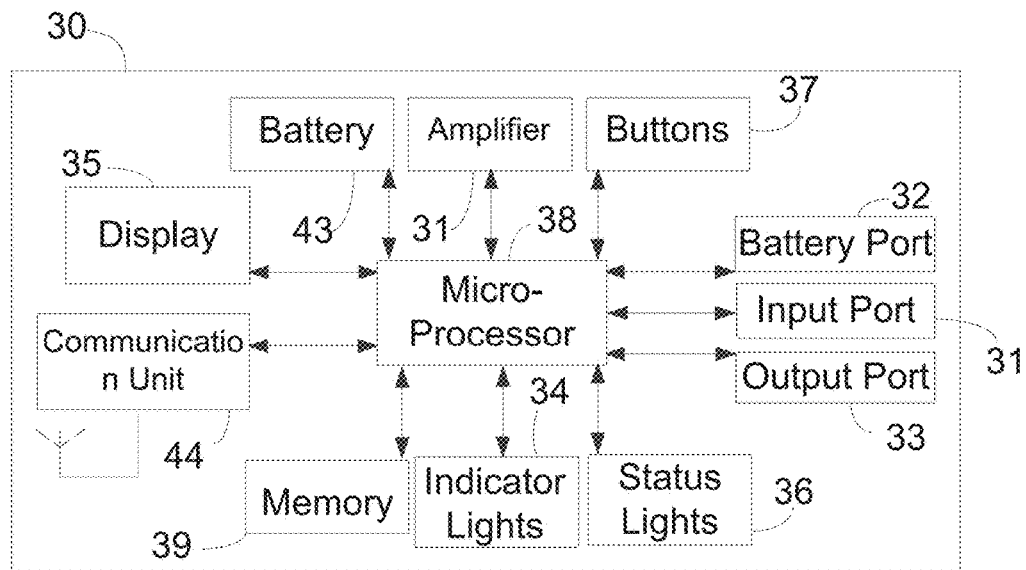 30
37
Battery
Amplifier
Buttons
35
32
Display
43
31
38
Battery Port
Micro-
Processor
Input Port
31
Communicatio
n Unit
Output Port
34
33
44
Memory
Indicator
Lights
Status
Lights
36
39